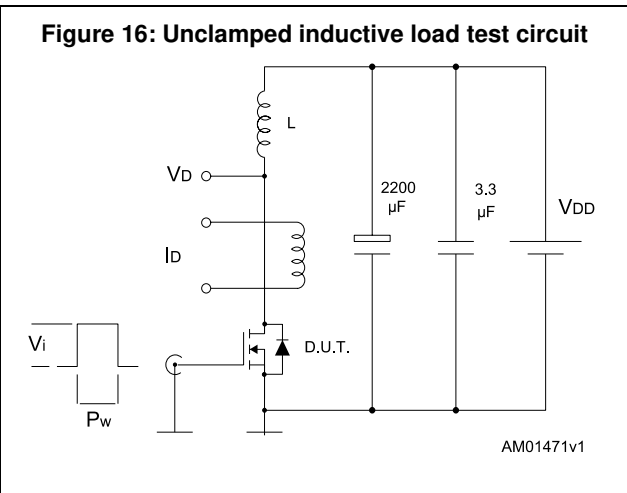 Figure 16: Unclamped inductive load test circuit
L
VD
2200
µF
3.3
µF
VDD
ID
Vi
D.U.T.
Pw
AM01471v1